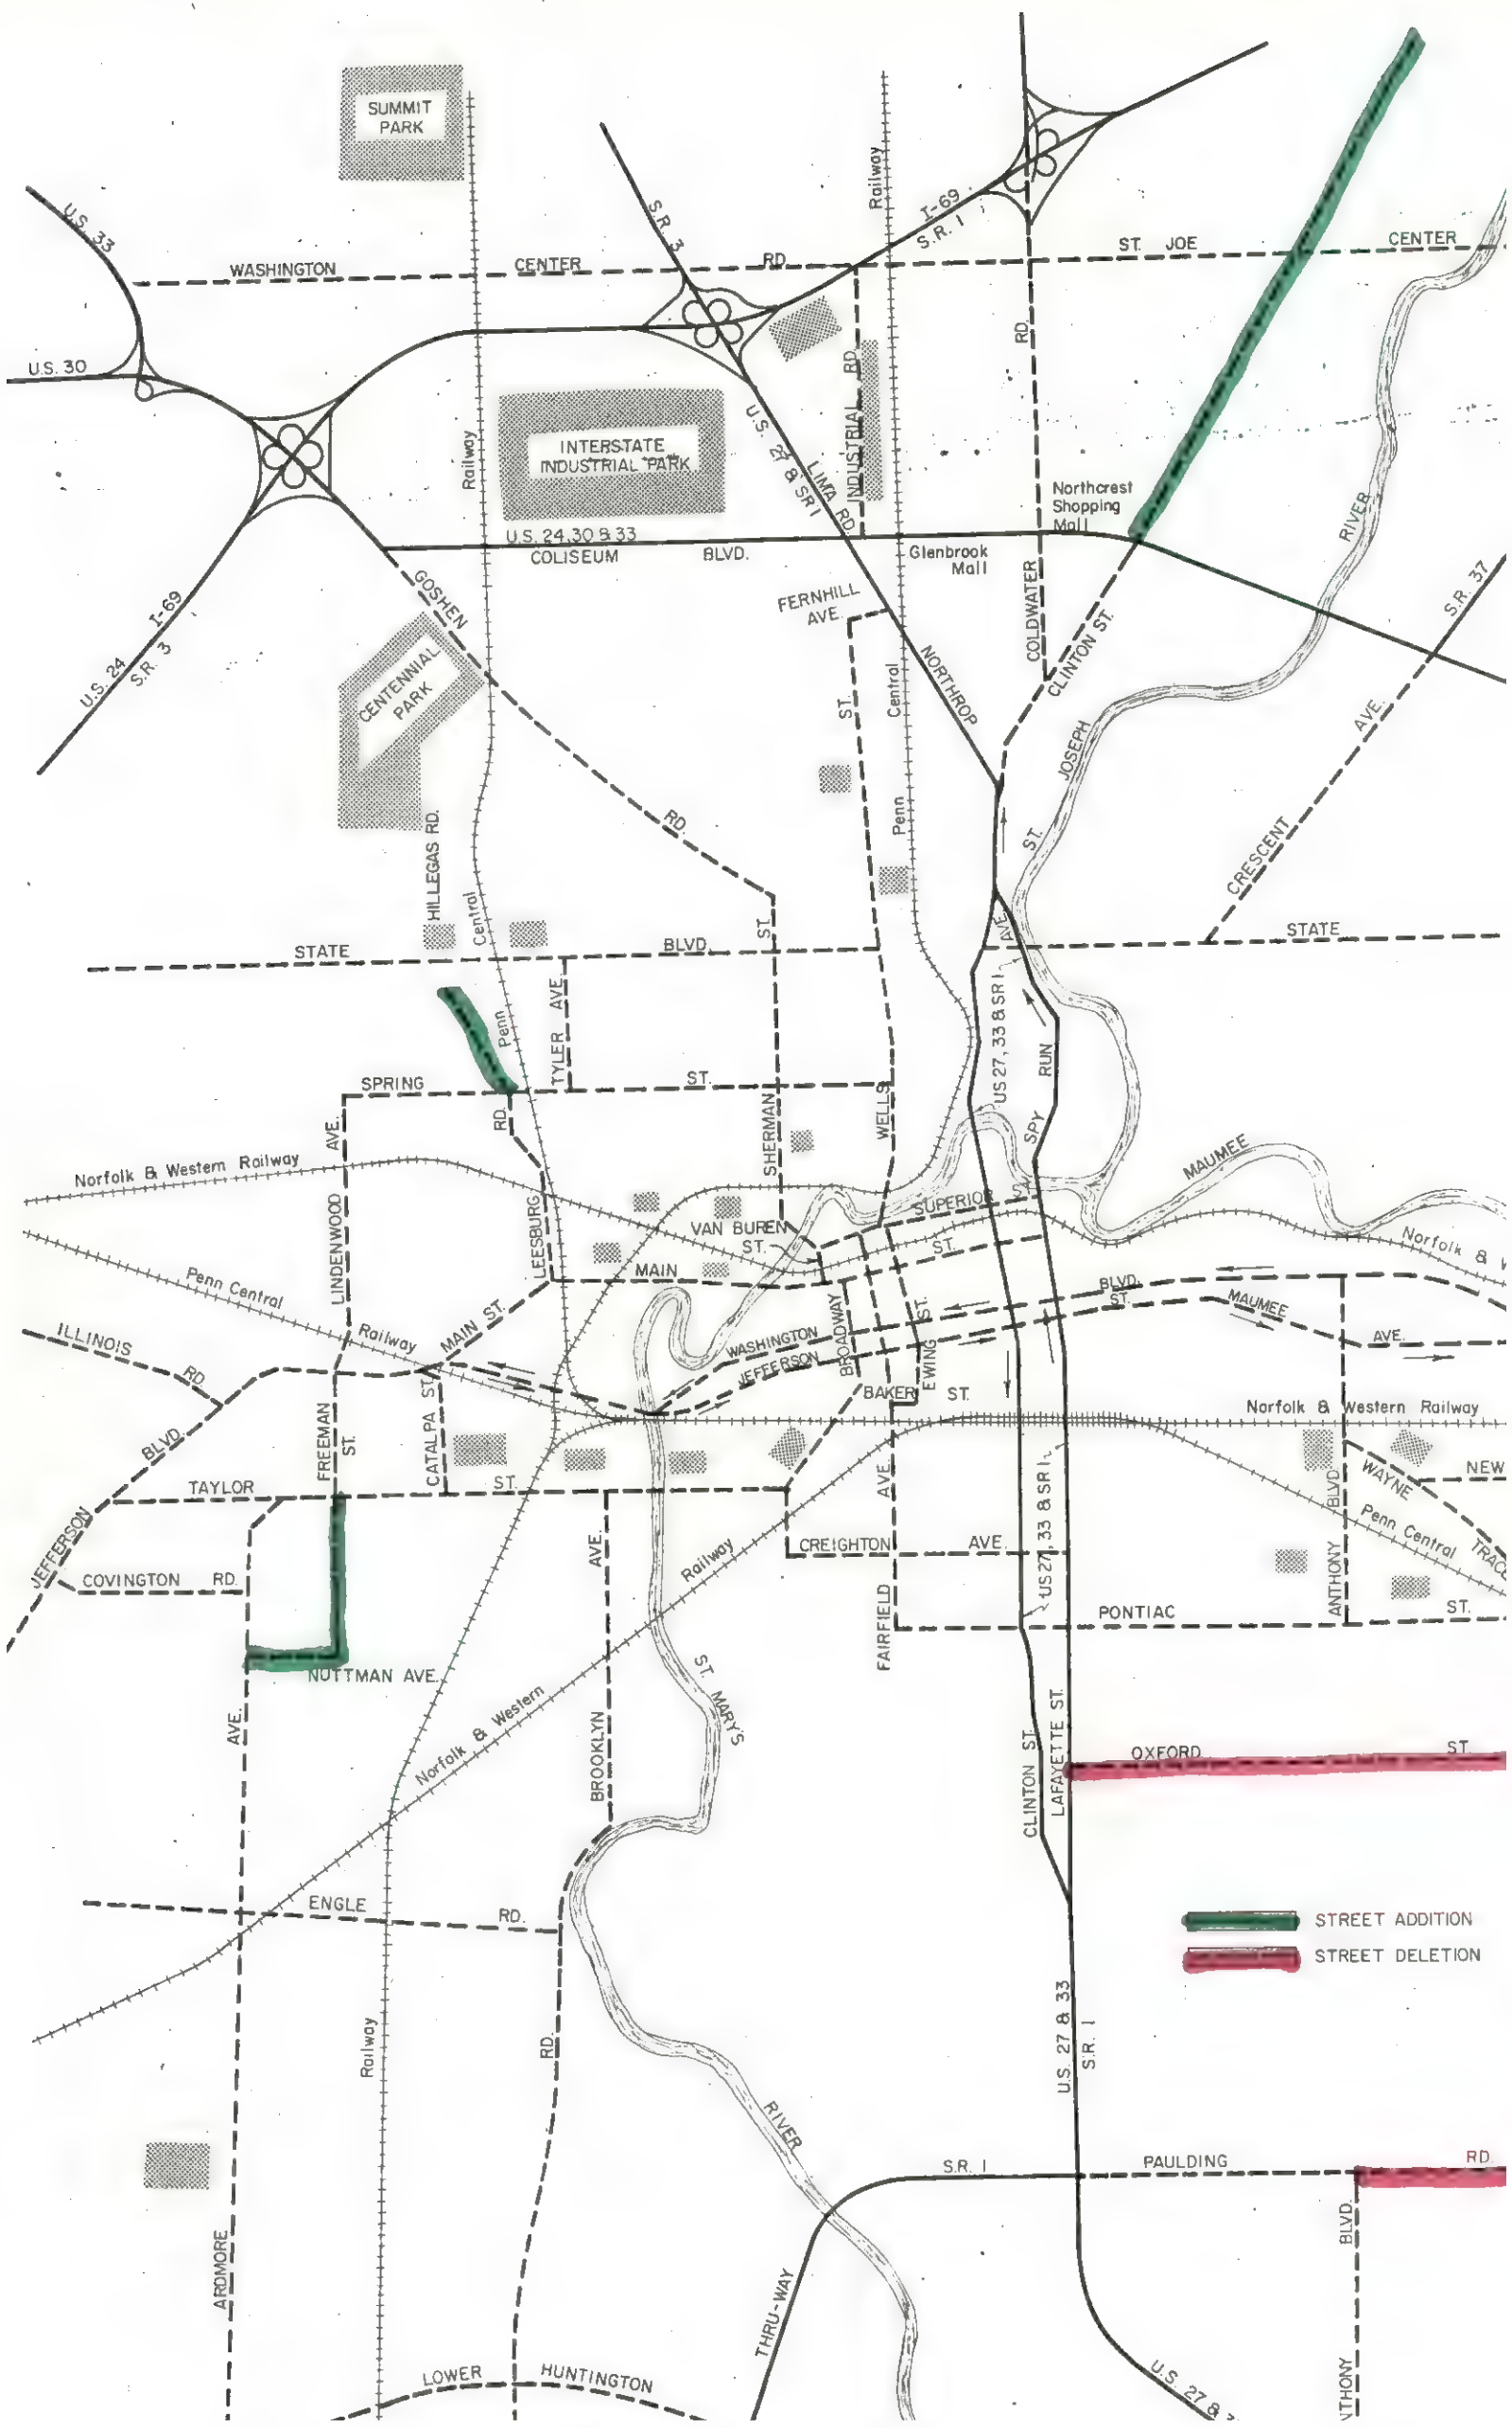 SUMMIT
PARK
Railway
U.S. 33
S.R. 3
I-69
S.R. 1
WASHINGTON CENTER RD.
ST. JOE CENTER
RD.
U.S. 30
INDUSTRIAL RD.
Railway
INTERSTATE
INDUSTRIAL PARK
U.S. 27 & SR 1
LIMA RD.
Northcrest
Shopping
Mall
U.S. 24, 30 & 33
COLISEUM BLVD.
Glenbrook
Mall
RIVER
S.R. 37
GOSHEN
RD.
FERNHILL
AVE.
COLDWATER
CLINTON ST.
I-69
U.S. 24
S.R. 3
CENTENNIAL
PARK
ST.
Central
NORTHROP
JOSEPH
AVE.
Penn
ST.
CRESCENT
HILLEGAS RD.
Central
STATE BLVD.
ST.
AVE.
STATE
Penn
TYLER AVE.
US 27, 33 & SR 1
RUN
SPRING ST.
RD.
SHERMAN
WELLS
SPY
LINDENWOOD AVE.
Norfolk & Western Railway
MAUMEE
LEESBURG
VAN BUREN
ST.
SUPERIOR
ST.
Norfolk &
MAIN
Penn Central
Railway
MAIN ST.
BROADWAY
ST.
EWING
WASHINGTON BLVD.
JEFFERSON ST.
MAUMEE
AVE.
ILLINOIS
RD.
BAKER ST.
BLVD.
FREEMAN
ST.
CATALPA ST.
Norfolk & Western Railway
TAYLOR ST.
AVE.
US 27, 33 & SR 1
BLVD.
WAYNE
NEW
JEFFERSON
Penn Central
COVINGTON RD.
AVE.
Railway
CREIGHTON AVE.
ANTHONY
FAIRFIELD
PONTIAC ST.
NUTTMAN AVE.
ST. MARY'S
AVE.
Norfolk & Western
BROOKLYN
CLINTON ST.
LAFAYETTE ST.
OXFORD ST.
ENGLE RD.
STREET ADDITION
STREET DELETION
Railway
RD.
U.S. 27 & 33
S.R. 1
RIVER
S.R. 1
PAULDING RD.
BLVD.
ARDMORE
THRU-WAY
LOWER HUNTINGTON
U.S. 27 &
NTHONY